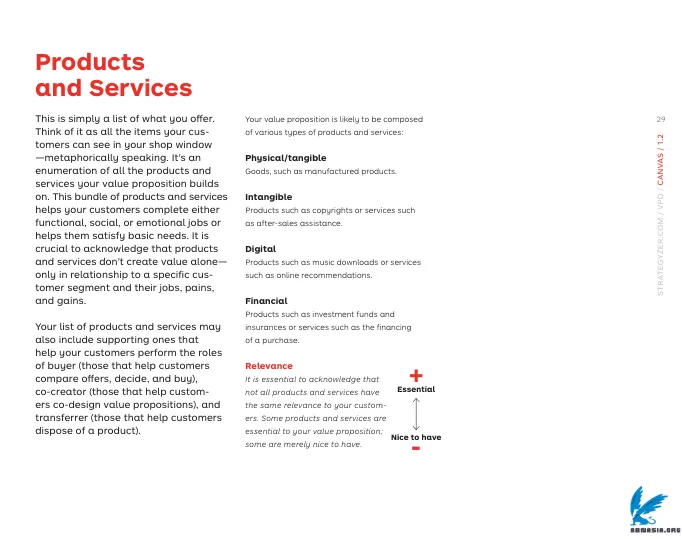 Products
and Services
This is simply a list of what you offer.
Think of it as all the items your cus-
tomers can see in your shop window
—metaphorically speaking. It's an
enumeration of all the products and
services your value proposition builds
on. This bundle of products and services
helps your customers complete either
functional, social, or emotional jobs or
helps them satisfy basic needs. It is
crucial to acknowledge that products
and services don't create value alone—
only in relationship to a specific cus-
tomer segment and their jobs, pains,
and gains.
Your list of products and services may
also include supporting ones that
help your customers perform the roles
of buyer (those that help customers
compare offers, decide, and buy),
co-creator (those that help custom-
ers co-design value propositions), and
transferrer (those that help customers
dispose of a product).
Your value proposition is likely to be composed
of various types of products and services:
Physical/tangible
Goods, such as manufactured products.
Intangible
Products such as copyrights or services such
as after-sales assistance.
Digital
Products such as music downloads or services
such as online recommendations.
Financial
Products such as investment funds and
insurances or services such as the financing
of a purchase.
Relevance
It is essential to acknowledge that
not all products and services have
the same relevance to your custom-
ers. Some products and services are
essential to your value proposition;
some are merely nice to have.
+
Essential
Nice to have
-
29
STRATEGYZER.COM / VPD / CANVAS / 1.2
ABNASIA.ORG